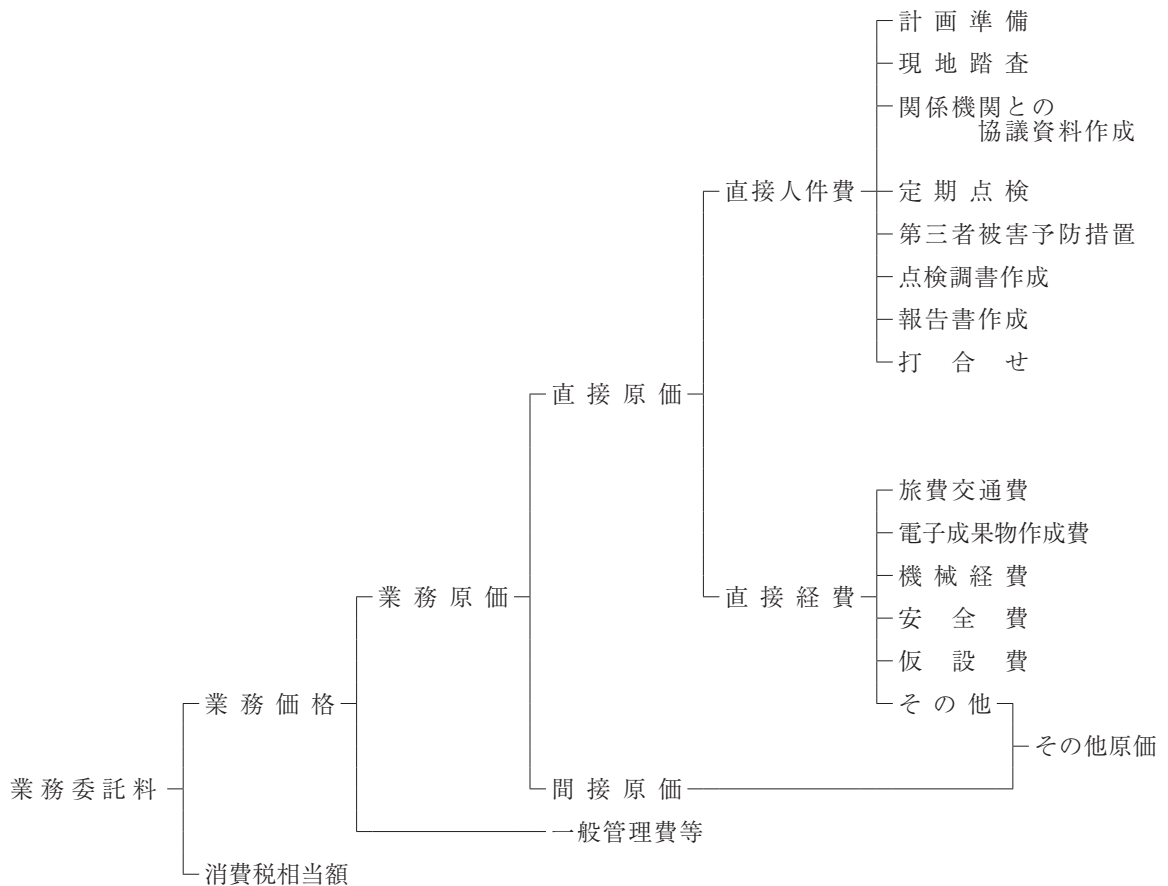 計画準備
現地踏査
関係機関との
協議資料作成
直接人件費
定期点検
第三者被害予防措置
点検調書作成
報告書作成
打合せ
直接原価
旅費交通費
電子成果物作成費
機械経費
業務原価
直接経費
安全費
仮設費
業務価格
その他
その他原価
業務委託料
間接原価
一般管理費等
消費税相当額